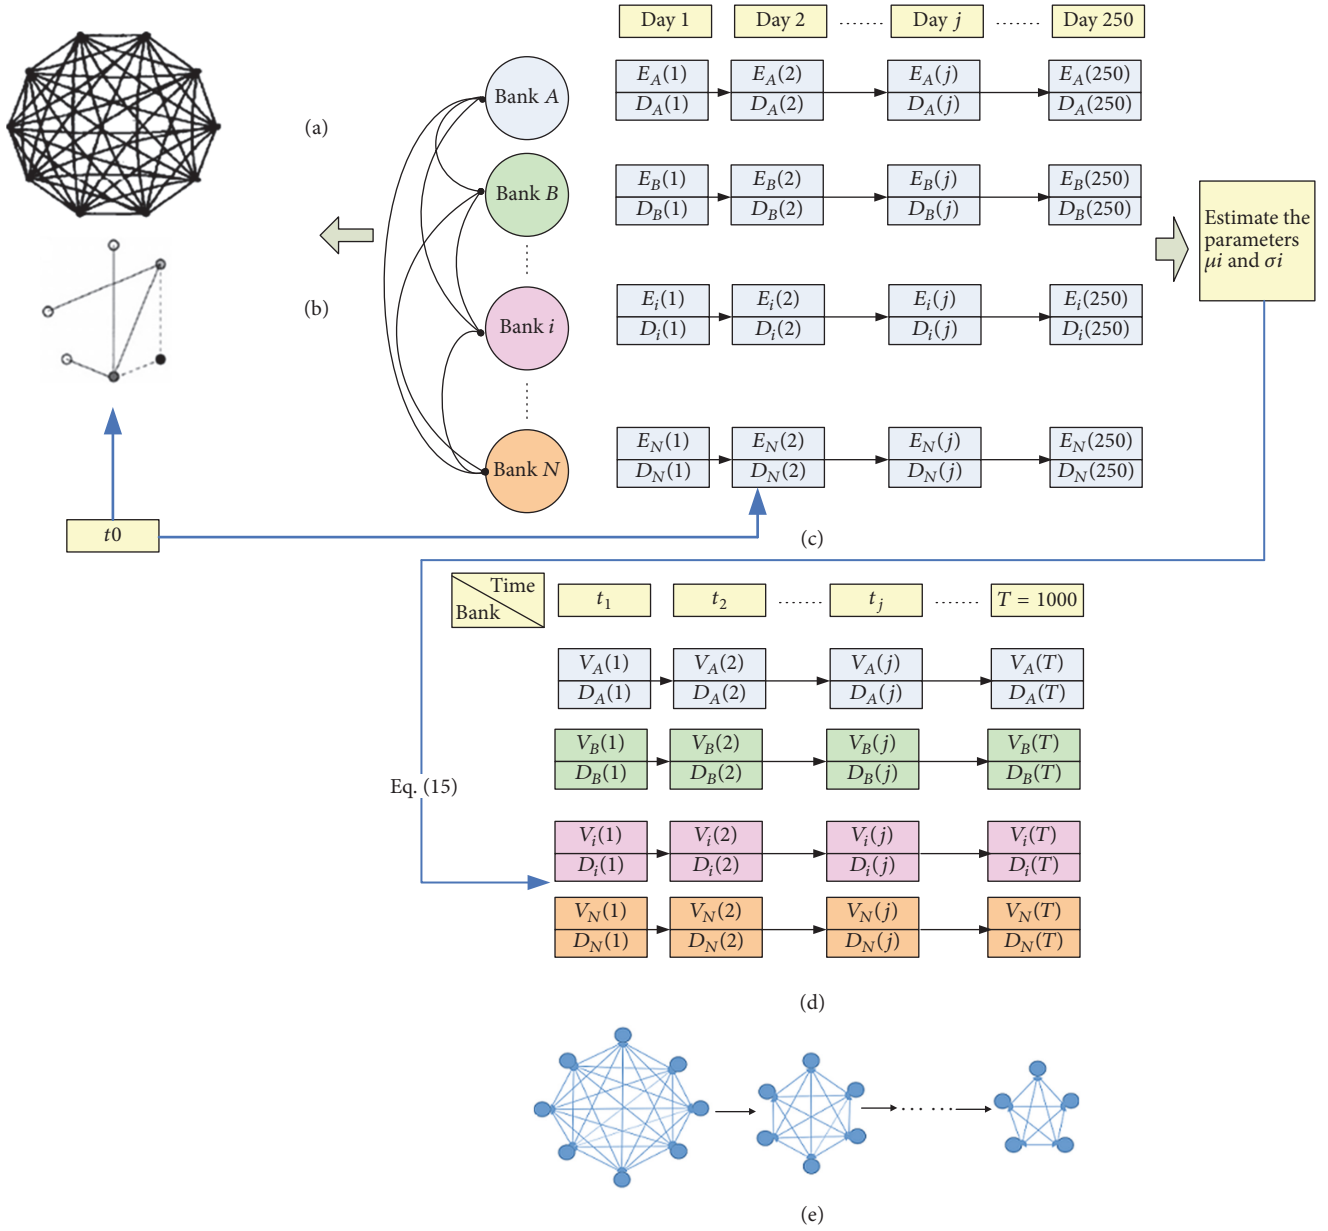 Day 1 Day 2 ........ Day j ........ Day 250
Bank A
E_A(1) E_A(2) E_A(j) E_A(250)
D_A(1) D_A(2) D_A(j) D_A(250)
(a)
Bank B
E_B(1) E_B(2) E_B(j) E_B(250)
D_B(1) D_B(2) D_B(j) D_B(250)
Estimate the
parameters
μi and σi
(b)
Bank i
E_i(1) E_i(2) E_i(j) E_i(250)
D_i(1) D_i(2) D_i(j) D_i(250)
Bank N
E_N(1) E_N(2) E_N(j) E_N(250)
D_N(1) D_N(2) D_N(j) D_N(250)
t0
(c)
Time
Bank
t_1 t_2 ........ t_j ........ T = 1000
V_A(1) V_A(2) V_A(j) V_A(T)
D_A(1) D_A(2) D_A(j) D_A(T)
V_B(1) V_B(2) V_B(j) V_B(T)
D_B(1) D_B(2) D_B(j) D_B(T)
Eq. (15)
V_i(1) V_i(2) V_i(j) V_i(T)
D_i(1) D_i(2) D_i(j) D_i(T)
V_N(1) V_N(2) V_N(j) V_N(T)
D_N(1) D_N(2) D_N(j) D_N(T)
(d)
... ...
(e)